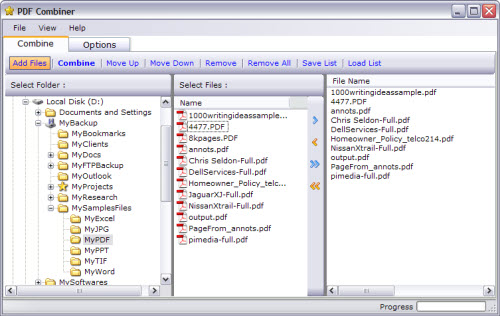 PDF Combiner
File View Help
Combine Options
Add Files Combine Move Up Move Down Remove Remove All Save List Load List
Select Folder :
Local Disk (D:)
Documents and Settings
MyBackup
MyBookmarks
MyClients
MyDocs
MyFTPBackup
MyOutlook
MyProjects
MyResearch
MySamplesFiles
MyExcel
MyJPG
MyPDF
MyPPT
MyTIF
MyWord
MySoftwares
Select Files :
Name
1000writingideassample...
4477.PDF
8kpages.PDF
annots.pdf
Chris Seldon-Full.pdf
DellServices-Full.pdf
Homeowner_Policy_telc...
JaguarXJ-Full.pdf
NissanXtrail-Full.pdf
output.pdf
PageFrom_annots.pdf
pimedia-full.pdf
File Name
1000writingideassample.pdf
4477.PDF
annots.pdf
Chris Seldon-Full.pdf
DellServices-Full.pdf
Homeowner_Policy_telco214.pdf
NissanXtrail-Full.pdf
output.pdf
PageFrom_annots.pdf
pimedia-full.pdf
Progress